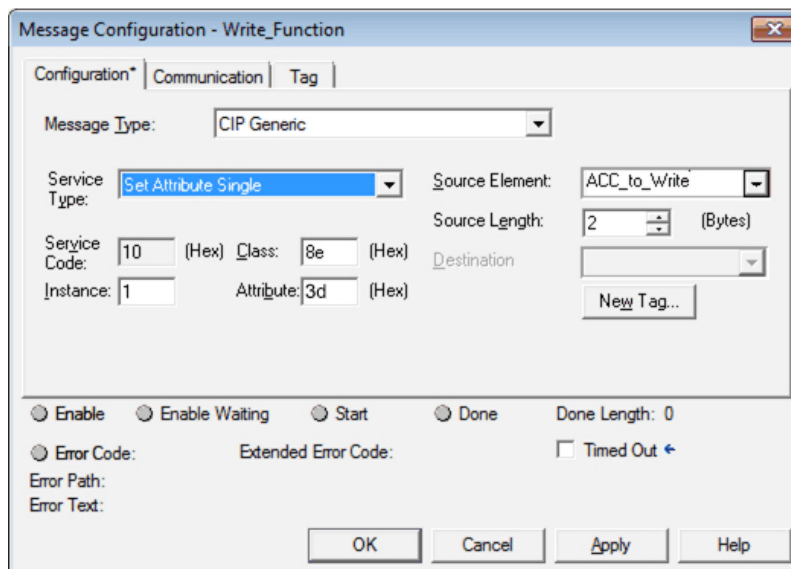 Message Configuration - Write_Function
Configuration* Communication Tag
Message Type: CIP Generic
Service Type: Set Attribute Single Source Element: ACC_to_Write
Source Length: 2 (Bytes)
Service Code: 10 (Hex) Class: 8e (Hex) Destination
Instance: 1 Attribute: 3d (Hex)
New Tag...
Enable Enable Waiting Start Done Done Length: 0
Error Code: Extended Error Code: Timed Out
Error Path:
Error Text:
OK Cancel Apply Help